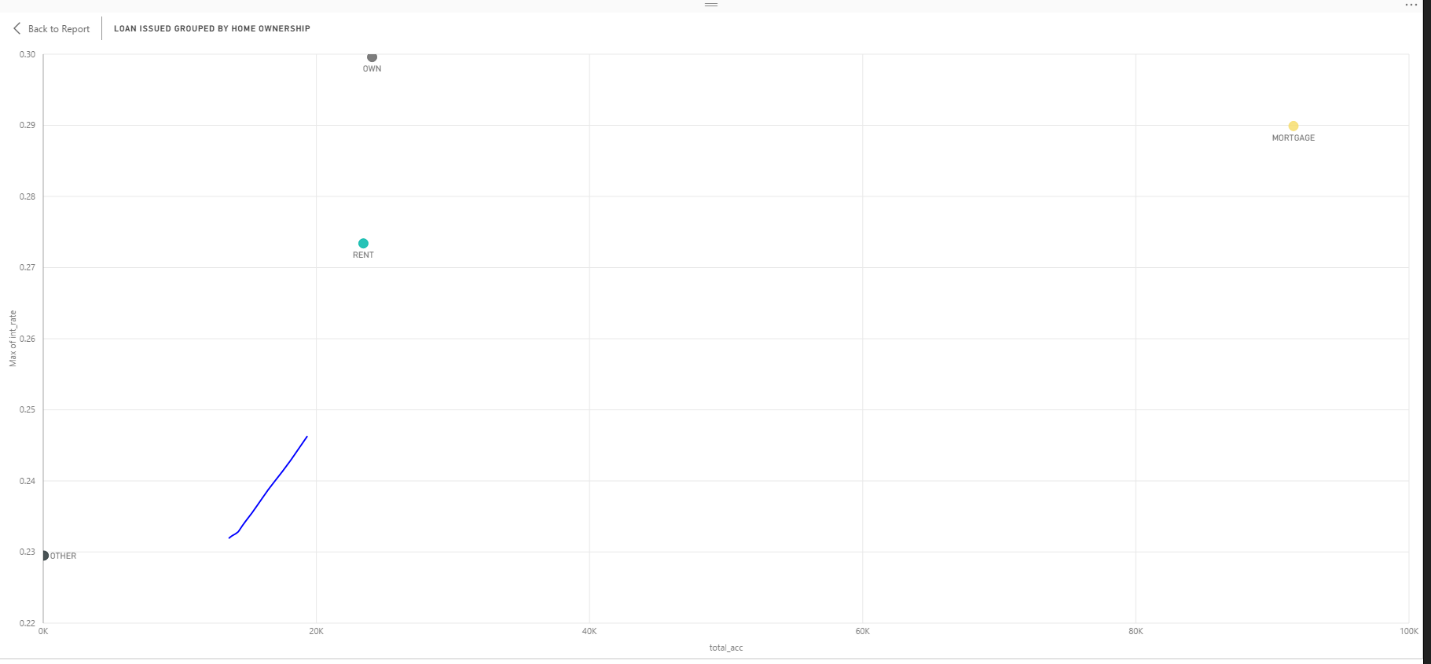 Back to Report
LOAN ISSUED GROUPED BY HOME OWNERSHIP
0.30
OWN
0.29
MORTGAGE
0.28
RENT
0.27
Max of int_rate
0.26
0.25
0.24
0.23
OTHER
0.22
0K 20K 40K 60K 80K 100K
total_acc